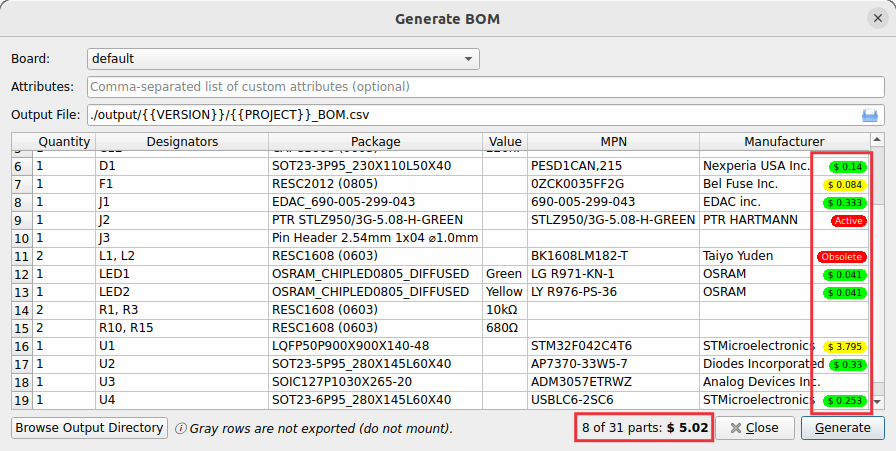 Generate BOM
Board: default
Attributes: Comma-separated list of custom attributes (optional)
Output File: ./output/{{VERSION}}/{{PROJECT}}_BOM.csv
Quantity Designators Package Value MPN Manufacturer
6 1 D1 SOT23-3P95_230X110L50X40 PESD1CAN,215 Nexperia USA Inc. $ 0.14
7 1 F1 RESC2012 (0805) 0ZCK0035FF2G Bel Fuse Inc. $ 0.084
8 1 J1 EDAC_690-005-299-043 690-005-299-043 EDAC inc. $ 0.333
9 1 J2 PTR STLZ950/3G-5.08-H-GREEN STLZ950/3G-5.08-H-GREEN PTR HARTMANN Active
10 1 J3 Pin Header 2.54mm 1x04 ⌀1.0mm
11 2 L1, L2 RESC1608 (0603) BK1608LM182-T Taiyo Yuden Obsolete
12 1 LED1 OSRAM_CHIPLED0805_DIFFUSED Green LG R971-KN-1 OSRAM $ 0.041
13 1 LED2 OSRAM_CHIPLED0805_DIFFUSED Yellow LY R976-PS-36 OSRAM $ 0.041
14 2 R1, R3 RESC1608 (0603) 10kΩ
15 2 R10, R15 RESC1608 (0603) 680Ω
16 1 U1 LQFP50P900X900X140-48 STM32F042C4T6 STMicroelectronics $ 3.795
17 1 U2 SOT23-5P95_280X145L60X40 AP7370-33W5-7 Diodes Incorporated $ 0.33
18 1 U3 SOIC127P1030X265-20 ADM3057ETRWZ Analog Devices Inc.
19 1 U4 SOT23-6P95_280X145L60X40 USBLC6-2SC6 STMicroelectronics $ 0.253
Browse Output Directory Gray rows are not exported (do not mount). 8 of 31 parts: $ 5.02 Close Generate